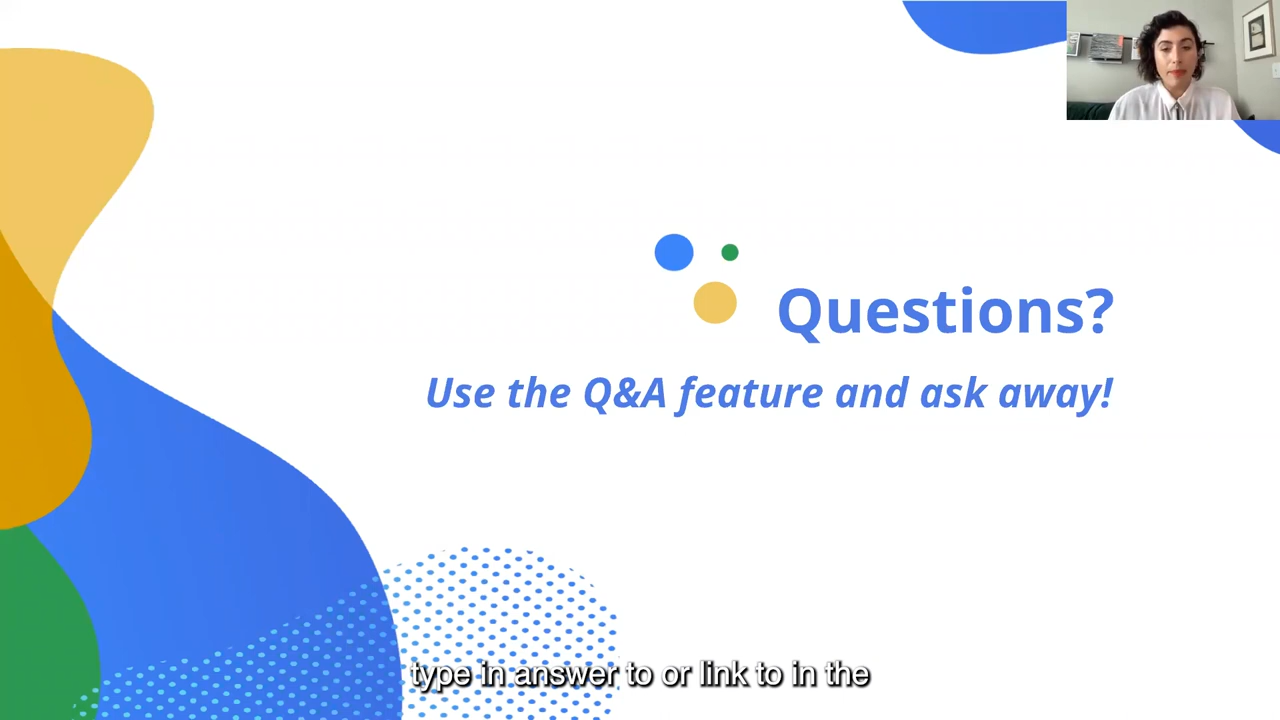 Questions?
Use the Q&A feature and ask away!
type in answer to or link to in the